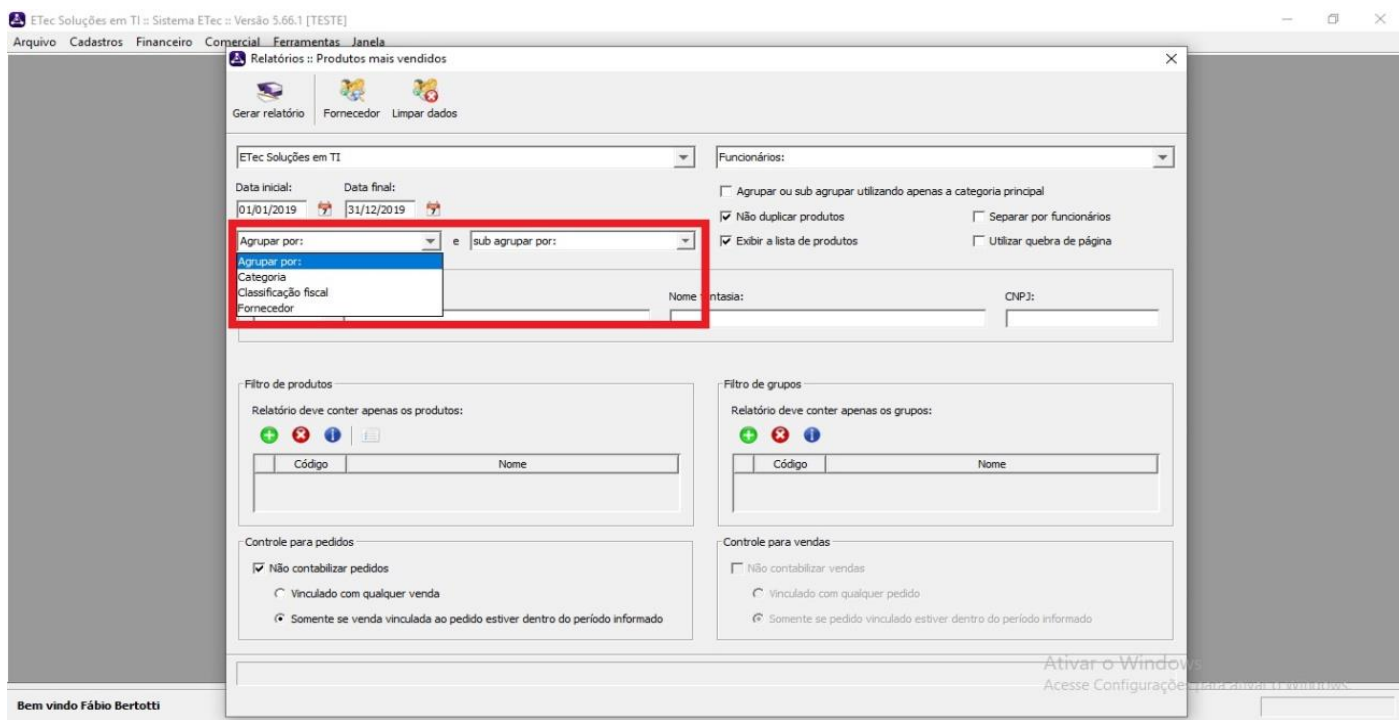 ETec Soluções em TI :: Sistema ETec :: Versão 5.66.1 [TESTE]
Arquivo Cadastros Financeiro Comercial Ferramentas Janela
Relatórios :: Produtos mais vendidos
Gerar relatório Fornecedor Limpar dados
ETec Soluções em TI Funcionários:
Data inicial: Data final:
Agrupar ou sub agrupar utilizando apenas a categoria principal
01/01/2019 31/12/2019
Não duplicar produtos Separar por funcionários
Agrupar por: e sub agrupar por: Exibir a lista de produtos Utilizar quebra de página
Agrupar por:
Categoria
Classificação fiscal
Fornecedor
Nome CNPJ:
Filtro de produtos Filtro de grupos
Relatório deve conter apenas os produtos: Relatório deve conter apenas os grupos:
Código Nome Código Nome
Controle para pedidos Controle para vendas
Não contabilizar pedidos Não contabilizar vendas
Vinculado com qualquer venda Vinculado com qualquer pedido
Somente se venda vinculada ao pedido estiver dentro do período informado Somente se pedido vinculado estiver dentro do período informado
Ativar o Windows
Acesse Configurações para ativar o Windows.
Bem vindo Fábio Bertotti